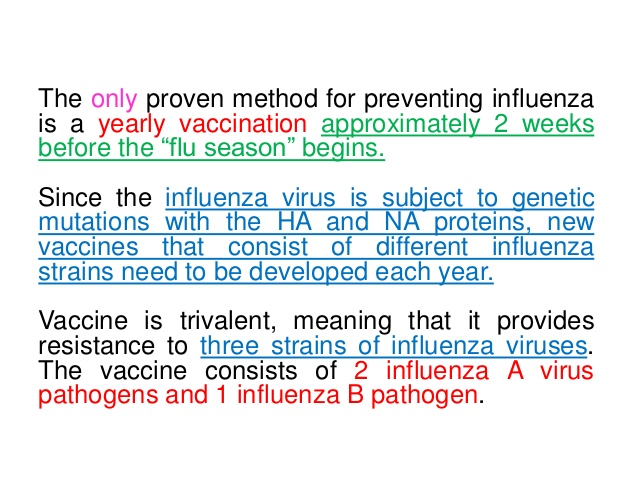 The only proven method for preventing influenza
is a yearly vaccination approximately 2 weeks
before the “flu season” begins.
Since the influenza virus is subject to genetic
mutations with the HA and NA proteins, new
vaccines that consist of different influenza
strains need to be developed each year.
Vaccine is trivalent, meaning that it provides
resistance to three strains of influenza viruses.
The vaccine consists of 2 influenza A virus
pathogens and 1 influenza B pathogen.